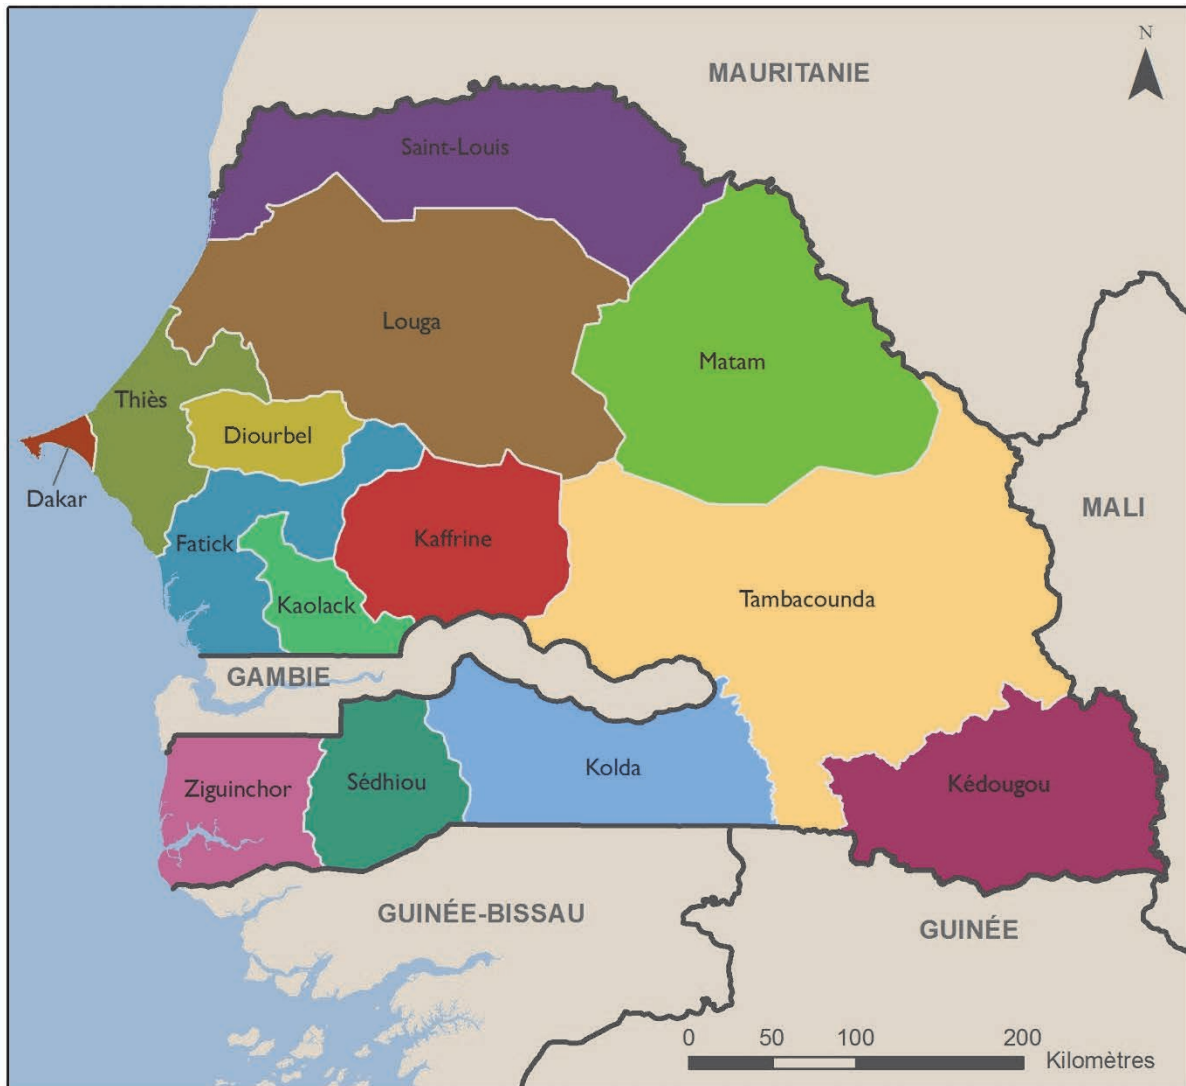 N
MAURITANIE
Saint-Louis
Louga
Matam
Thiès
Diourbel
Dakar
MALI
Fatick
Kaffrine
Kaolack
Tambacounda
GAMBIE
Kolda
Sédhiou
Ziguinchor
Kédougou
GUINÉE-BISSAU
GUINÉE
0 50 100 200
Kilomètres